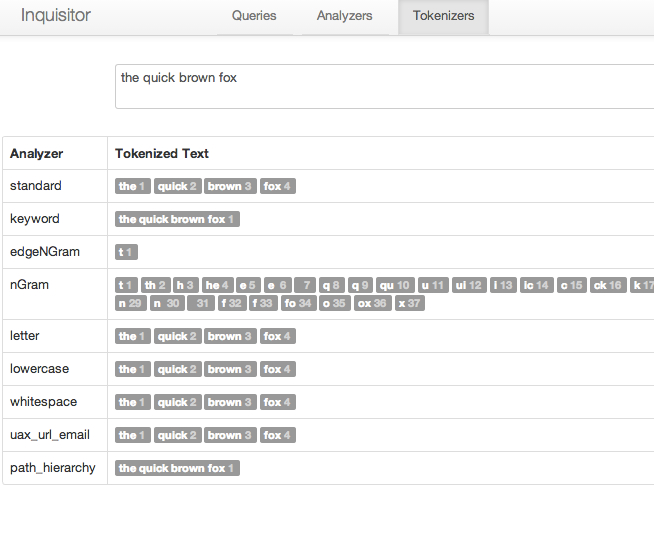 Inquisitor Queries Analyzers Tokenizers
the quick brown fox
Analyzer Tokenized Text
standard the 1 quick 2 brown 3 fox 4
keyword the quick brown fox 1
edgeNGram t 1
nGram t 1 th 2 h 3 he 4 e 5 e 6 7 q 8 q 9 qu 10 u 11 ui 12 i 13 ic 14 c 15 ck 16 k 17
n 29 n 30 31 f 32 f 33 fo 34 o 35 ox 36 x 37
letter the 1 quick 2 brown 3 fox 4
lowercase the 1 quick 2 brown 3 fox 4
whitespace the 1 quick 2 brown 3 fox 4
uax_url_email the 1 quick 2 brown 3 fox 4
path_hierarchy the quick brown fox 1